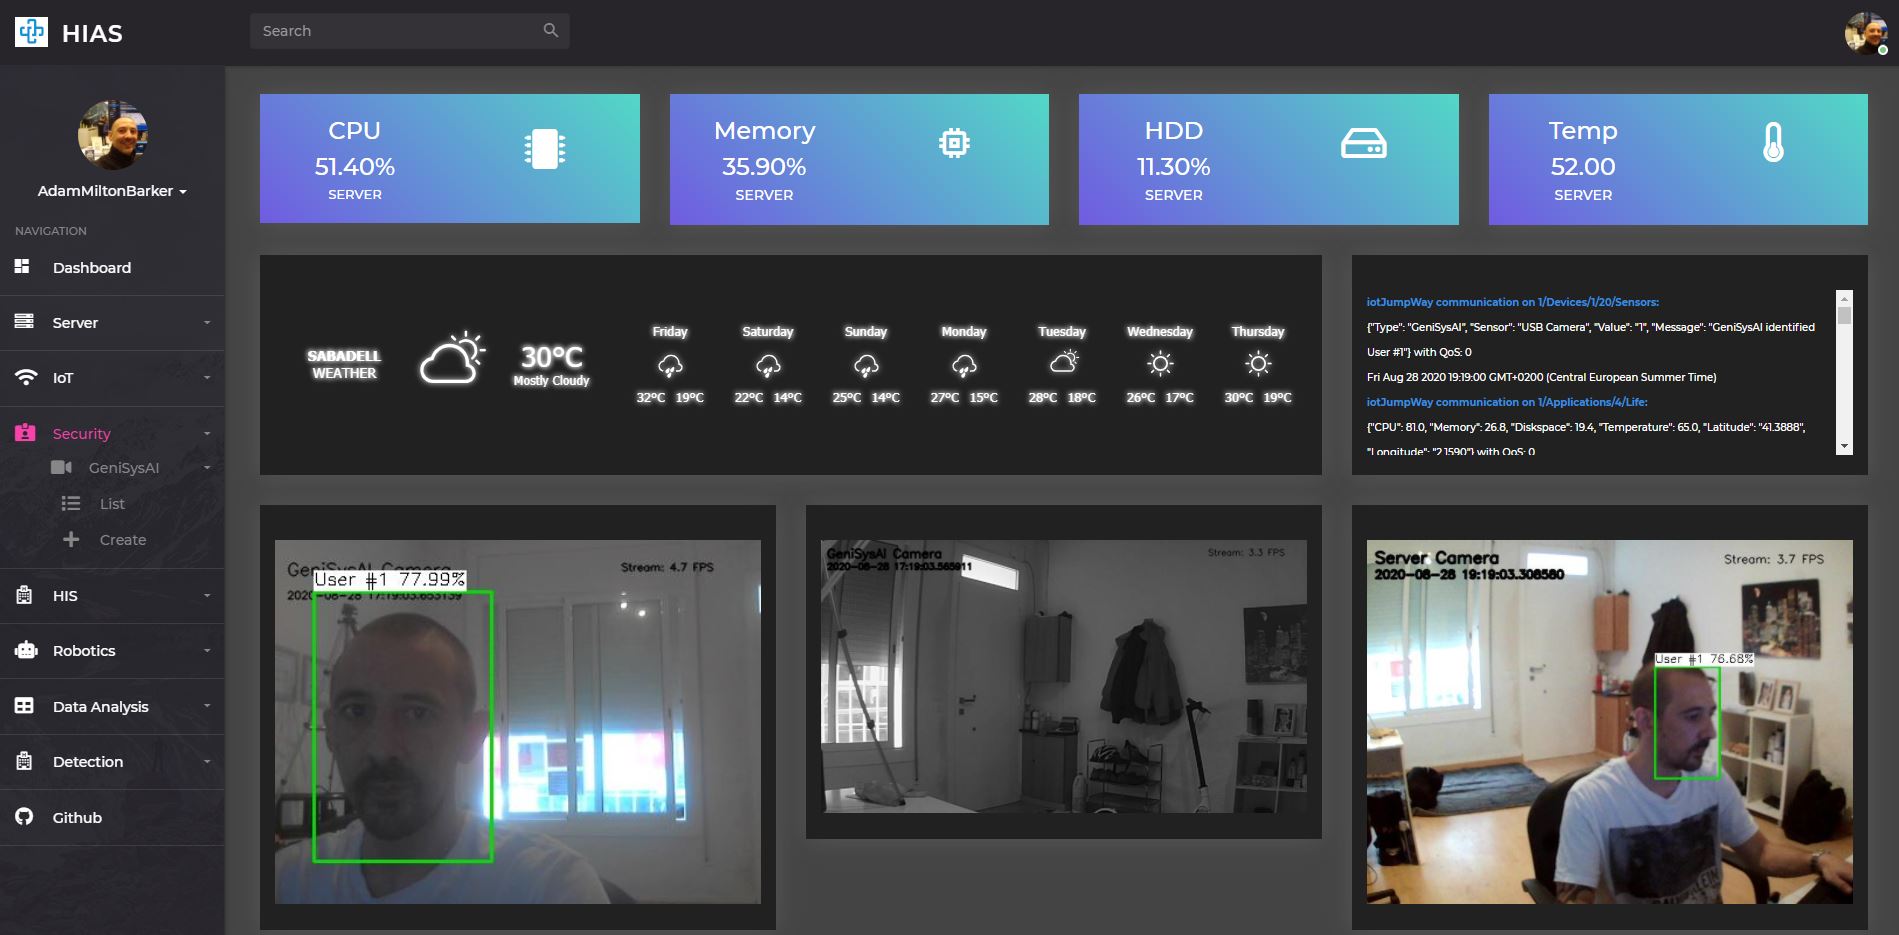 HIAS
Search
AdamMiltonBarker
NAVIGATION
Dashboard
Server
IoT
Security
GeniSysAI
List
Create
HIS
Robotics
Data Analysis
Detection
Github
CPU
51.40%
SERVER
Memory
35.90%
SERVER
HDD
11.30%
SERVER
Temp
52.00
SERVER
SABADELL
WEATHER
30°C
Mostly Cloudy
Friday
32°C 19°C
Saturday
22°C 14°C
Sunday
25°C 14°C
Monday
27°C 15°C
Tuesday
28°C 18°C
Wednesday
26°C 17°C
Thursday
30°C 19°C
iotJumpWay communication on 1/Devices/1/20/Sensors:
{"Type": "GeniSysAI", "Sensor": "USB Camera", "Value": "1", "Message": "GeniSysAI identified
User #1"} with QoS: 0
Fri Aug 28 2020 19:19:00 GMT+0200 (Central European Summer Time)
iotJumpWay communication on 1/Applications/4/Life:
{"CPU": 81.0, "Memory": 26.8, "Diskspace": 19.4, "Temperature": 65.0, "Latitude": "41.3888",
"Longitude": "2.1590"} with QoS: 0
GeniSysAI Camera
Stream: 4.7 FPS
User #1 77.99%
2020-08-28 17:19:03.653139
GeniSysAI Camera
Stream: 3.3 FPS
2020-08-28 17:19:03.565911
Server Camera
Stream: 3.7 FPS
2020-08-28 19:19:03.308580
User #1 76.68%